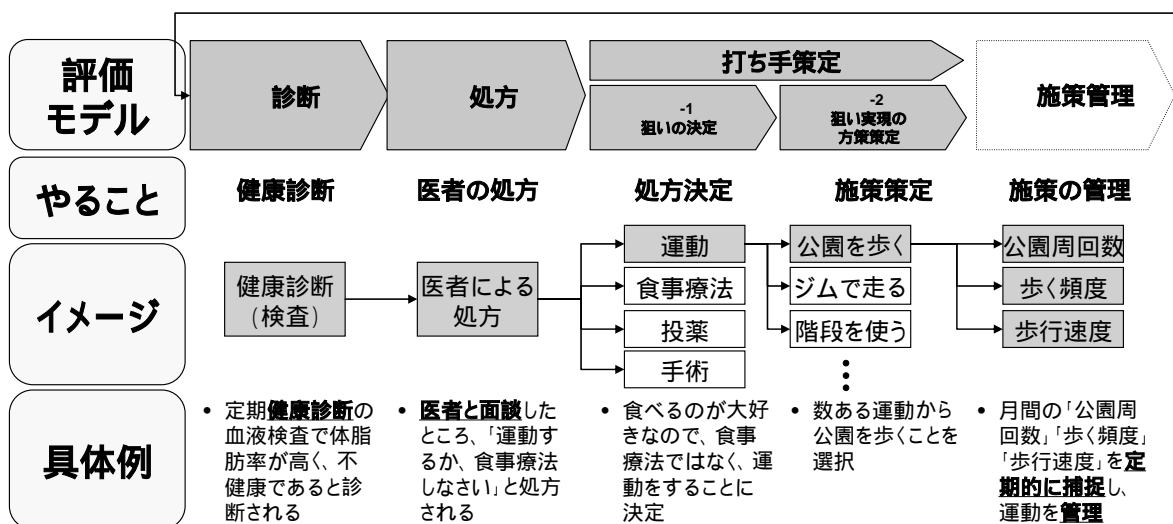 評価
モデル
診断
処方
打ち手策定
-1
狙いの決定
-2
狙い実現の
方策策定
施策管理
やること
健康診断
医者の処方
処方決定
施策策定
施策の管理
イメージ
健康診断
(検査)
医者による
処方
運動
食事療法
投薬
手術
公園を歩く
ジムで走る
階段を使う
公園周回数
歩く頻度
歩行速度
具体例
• 定期健康診断の
血液検査で体脂
肪率が高く、不
健康であると診
断される
• 医者と面談した
ところ、「運動す
るか、食事療法
しなさい」と処方
される
• 食べるのが大好
きなので、食事
療法ではなく、運
動をすることに
決定
• 数ある運動から
公園を歩くことを
選択
• 月間の「公園周
回数」「歩く頻度」
「歩行速度」を定
期的に捕捉し、
運動を管理